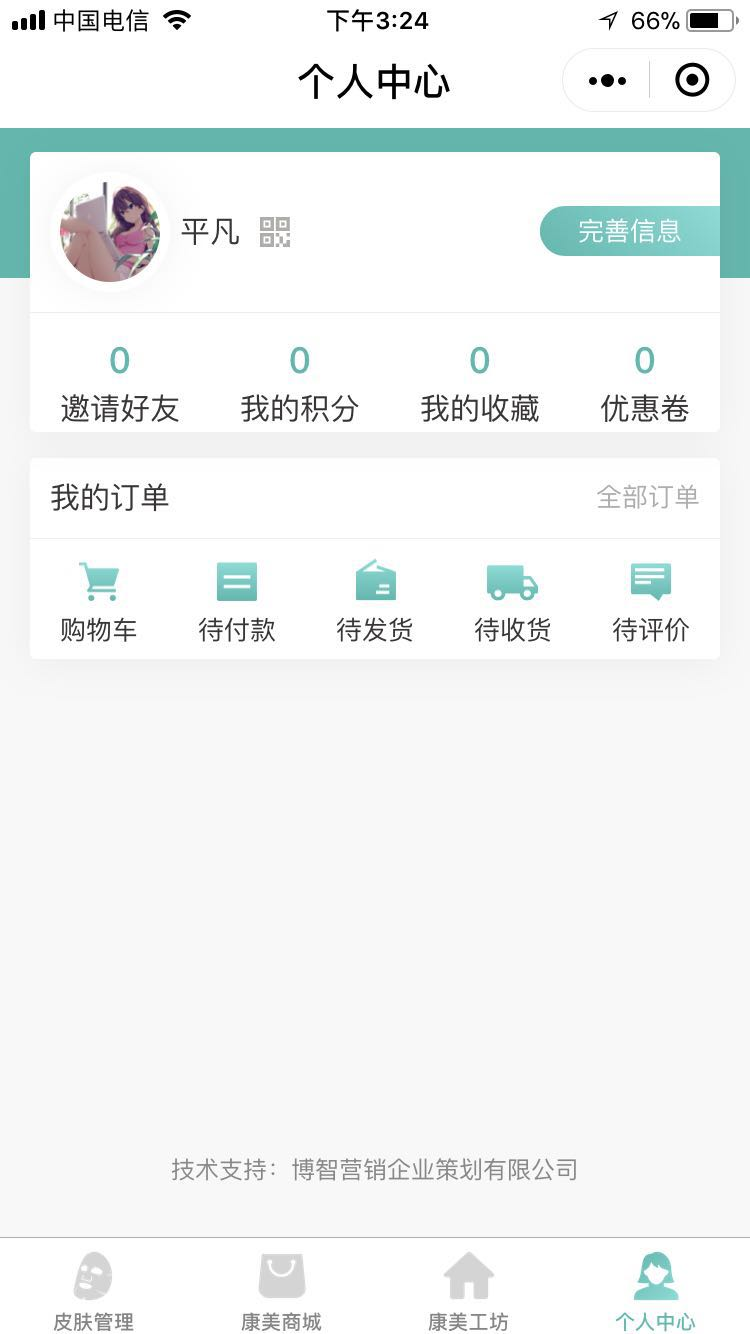 中国电信 下午3:24 66%
个人中心
平凡 完善信息
0 0 0 0
邀请好友 我的积分 我的收藏 优惠卷
我的订单 全部订单
购物车 待付款 待发货 待收货 待评价
技术支持：博智营销企业策划有限公司
皮肤管理 康美商城 康美工坊 个人中心